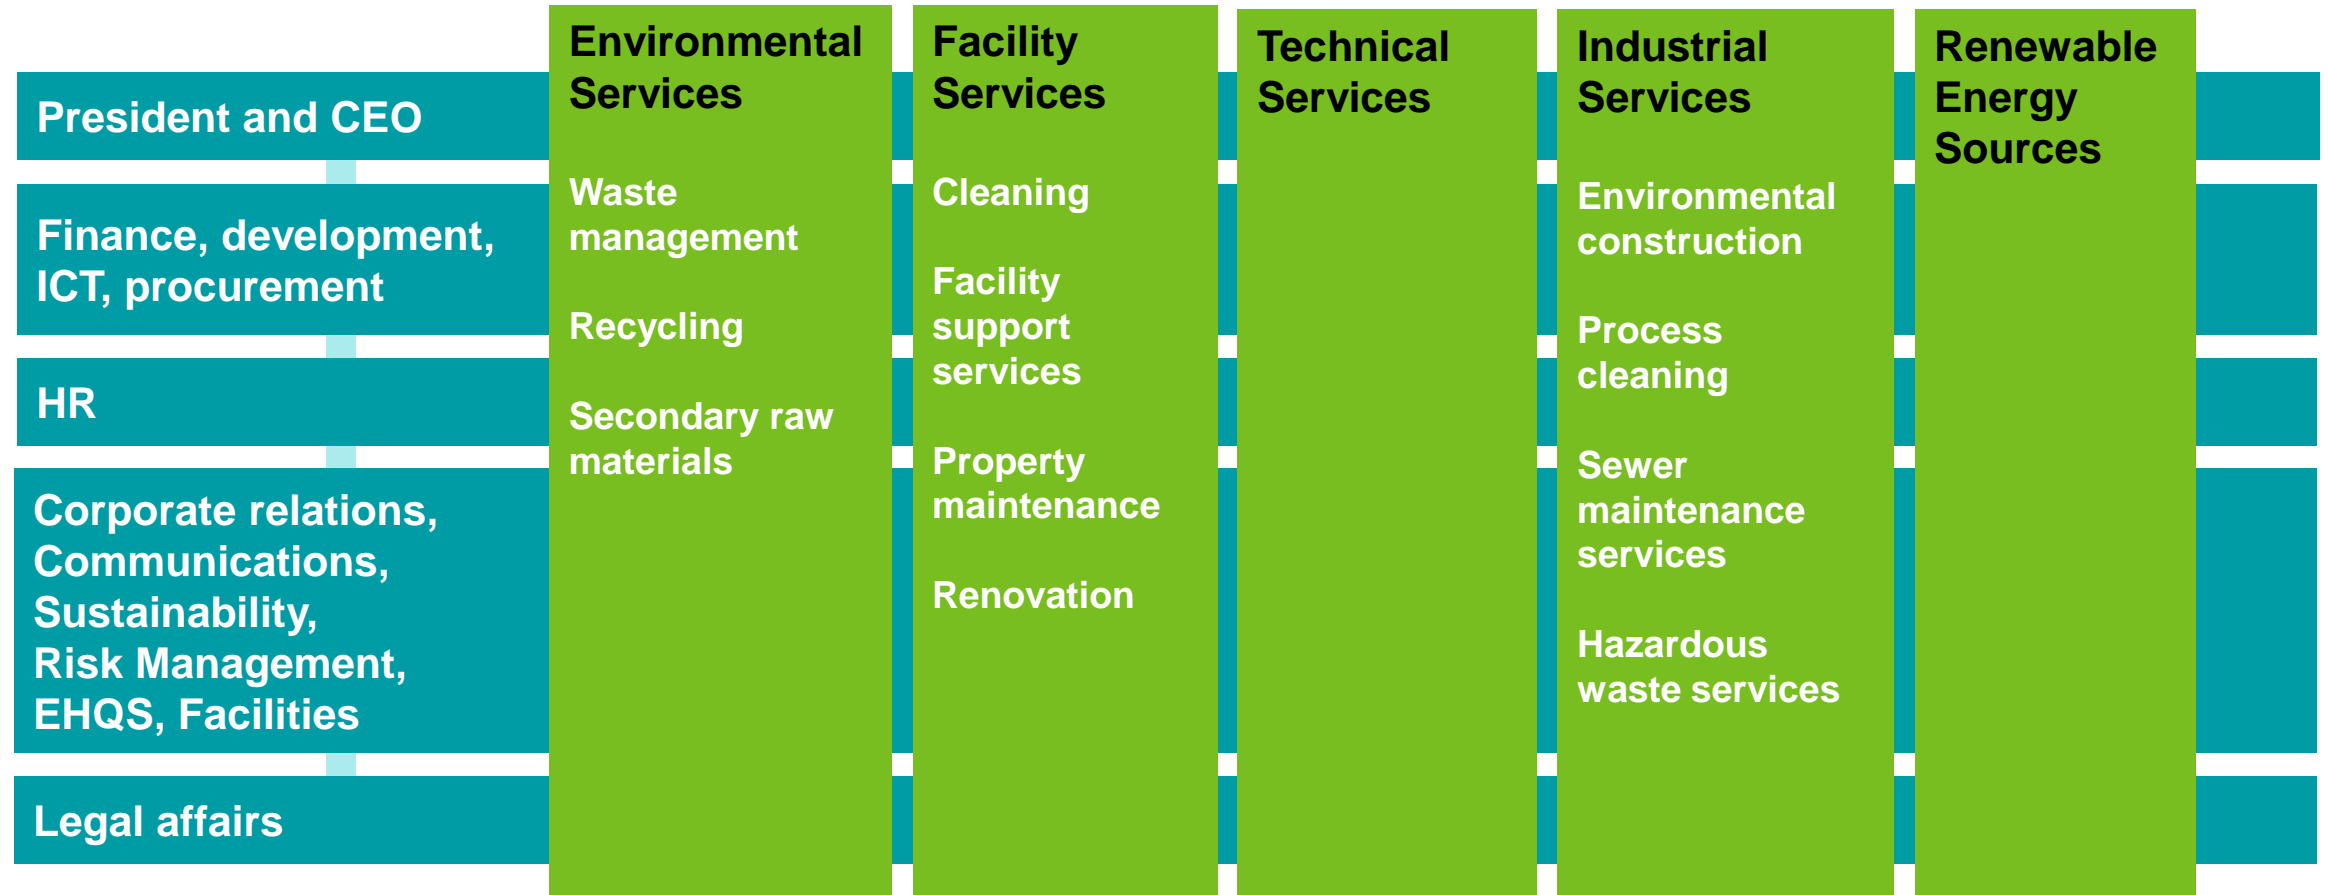 President and CEO
Finance, development,
ICT, procurement
HR
Corporate relations,
Communications,
Sustainability,
Risk Management,
EHQS, Facilities
Legal affairs
Environmental
Services
Waste
management
Recycling
Secondary raw
materials
Facility
Services
Cleaning
Facility
support
services
Property
maintenance
Renovation
Technical
Services
Industrial
Services
Environmental
construction
Process
cleaning
Sewer
maintenance
services
Hazardous
waste services
Renewable
Energy
Sources